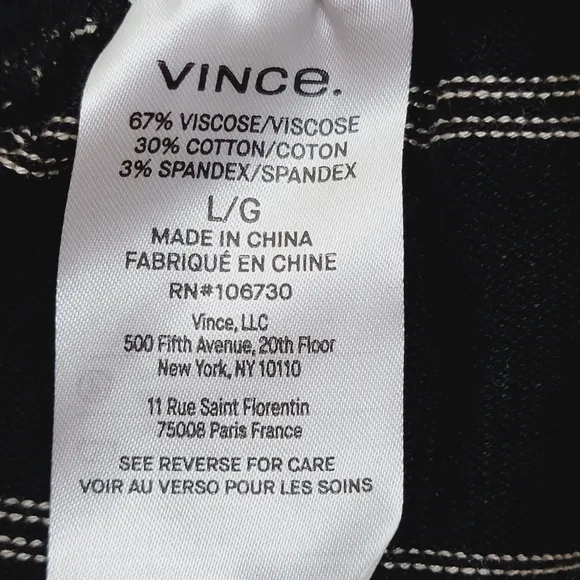 VINCe.
67% VISCOSE/VISCOSE
30% COTTON/COTON
3% SPANDEX/SPANDEX
L/G
MADE IN CHINA
FABRIQUÉ EN CHINE
RN#106730
Vince, LLC
500 Fifth Avenue, 20th Floor
New York, NY 10110
11 Rue Saint Florentin
75008 Paris France
SEE REVERSE FOR CARE
VOIR AU VERSO POUR LES SOINS